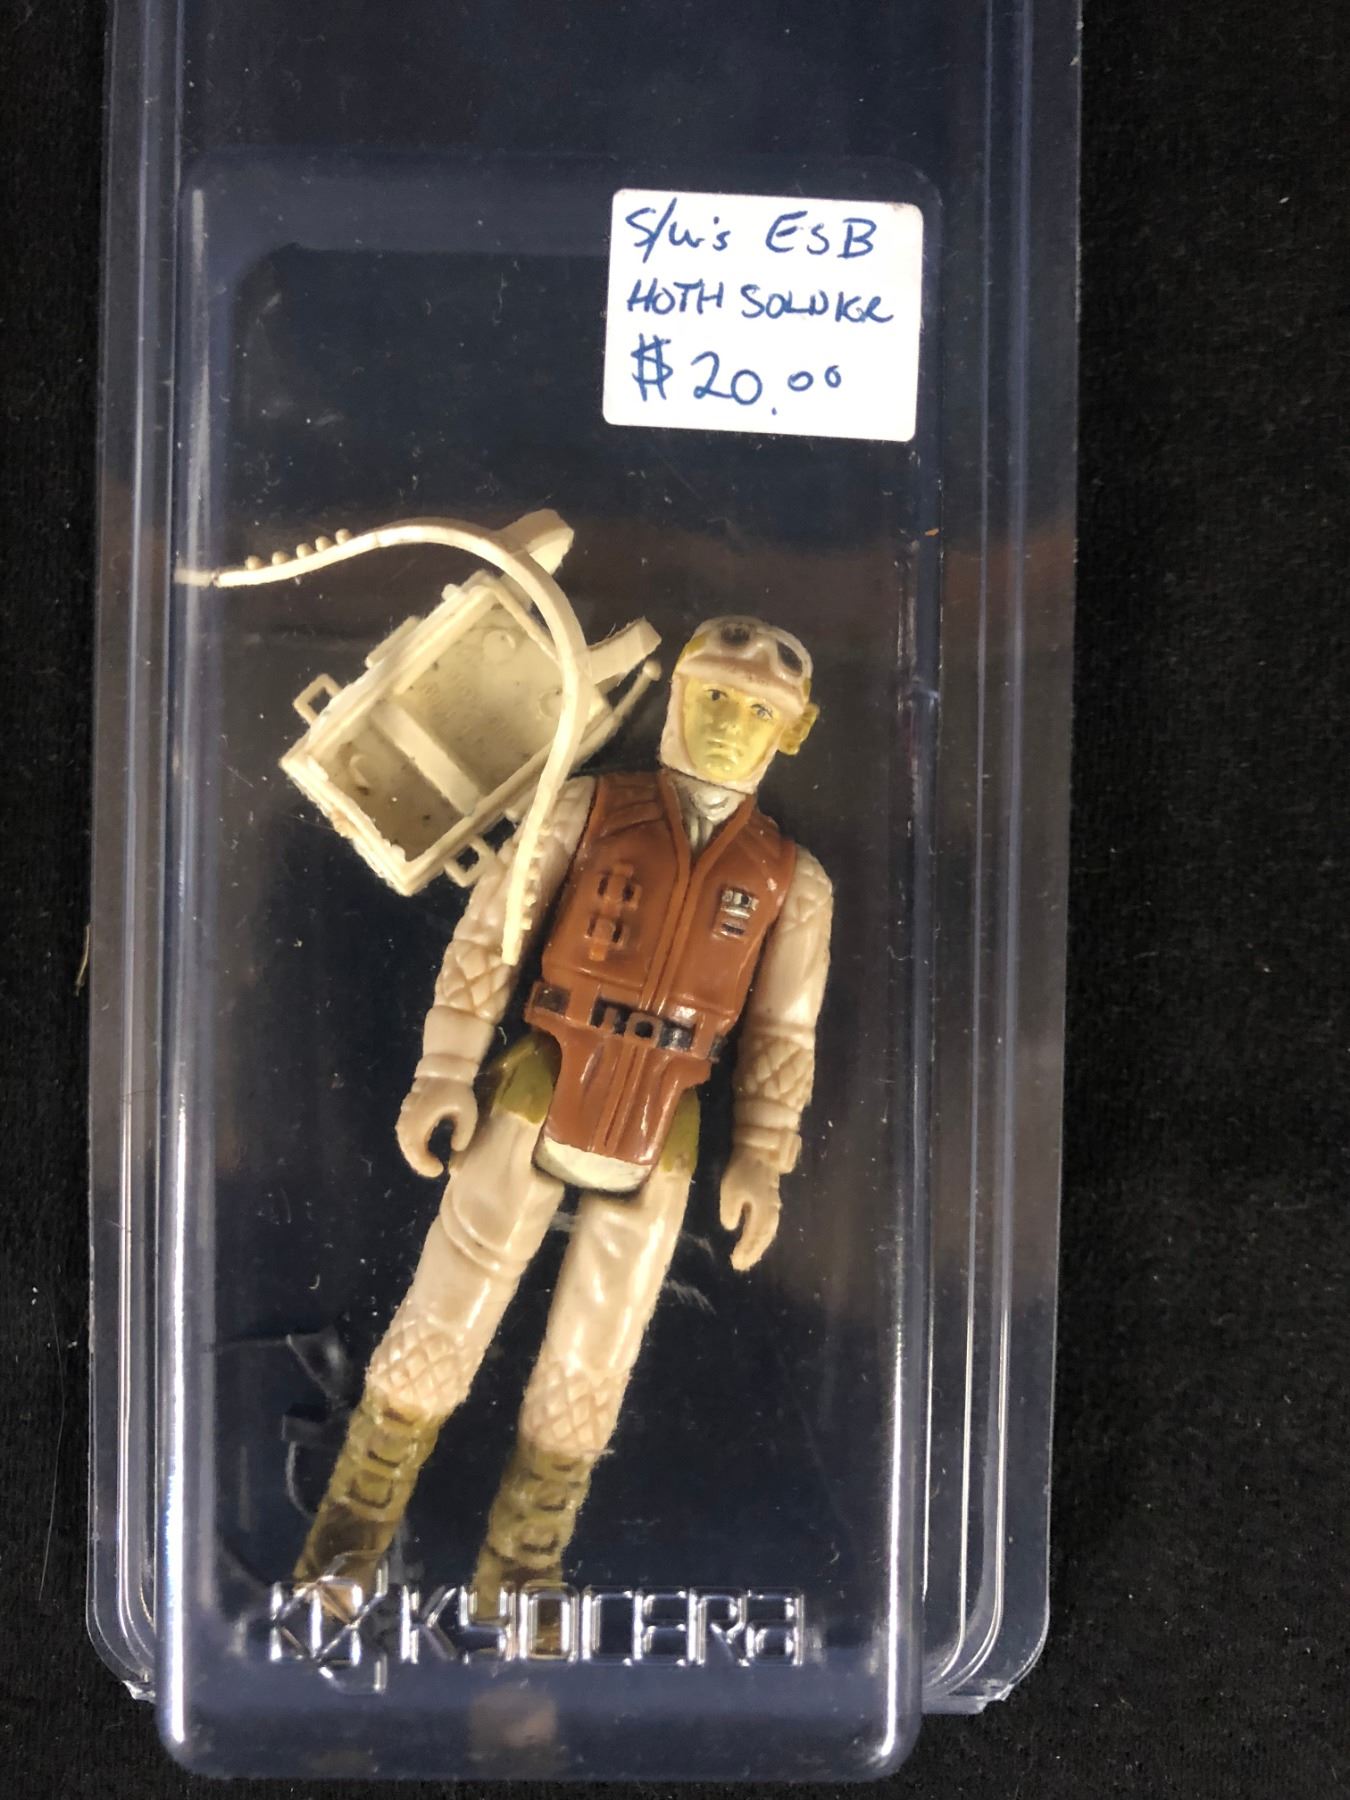 S/W's ESB
HOTH SOLDIER
$20.00
KYOCERA